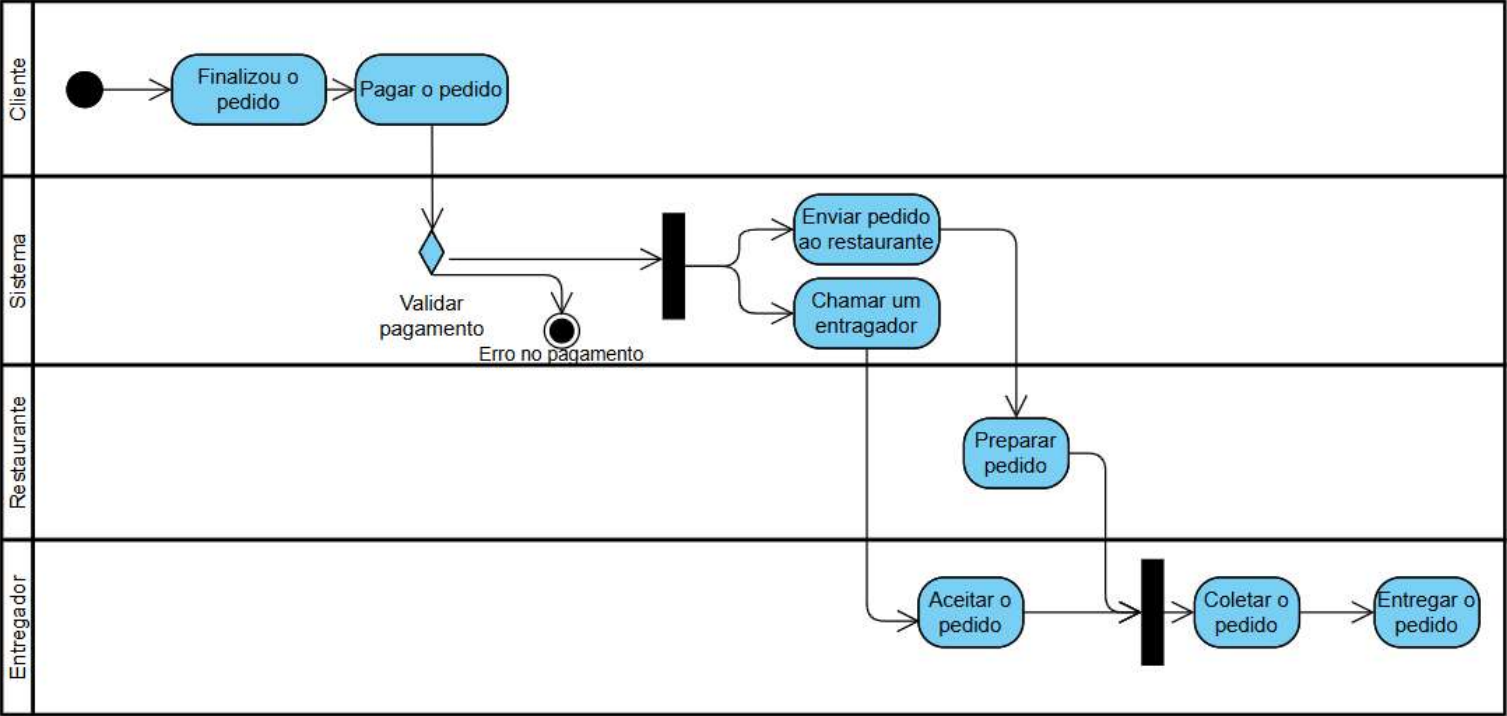 Cliente
Finalizou o
pedido
Pagar o pedido
Sistema
Validar
pagamento
Erro no pagamento
Enviar pedido
ao restaurante
Chamar um
entragador
Restaurante
Preparar
pedido
Entregador
Aceitar o
pedido
Coletar o
pedido
Entregar o
pedido